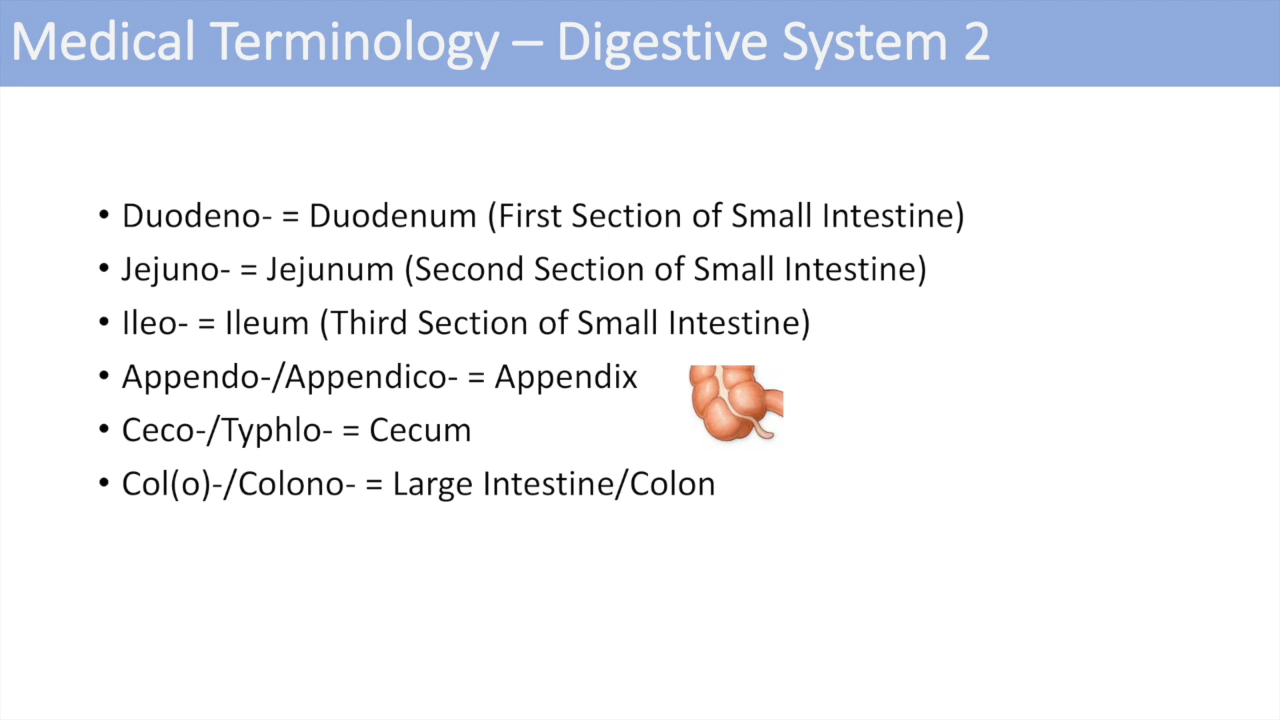 Medical Terminology – Digestive System 2
• Duodeno- = Duodenum (First Section of Small Intestine)
• Jejuno- = Jejunum (Second Section of Small Intestine)
• Ileo- = Ileum (Third Section of Small Intestine)
• Appendo-/Appendico- = Appendix
• Ceco-/Typhlo- = Cecum
• Col(o)-/Colono- = Large Intestine/Colon